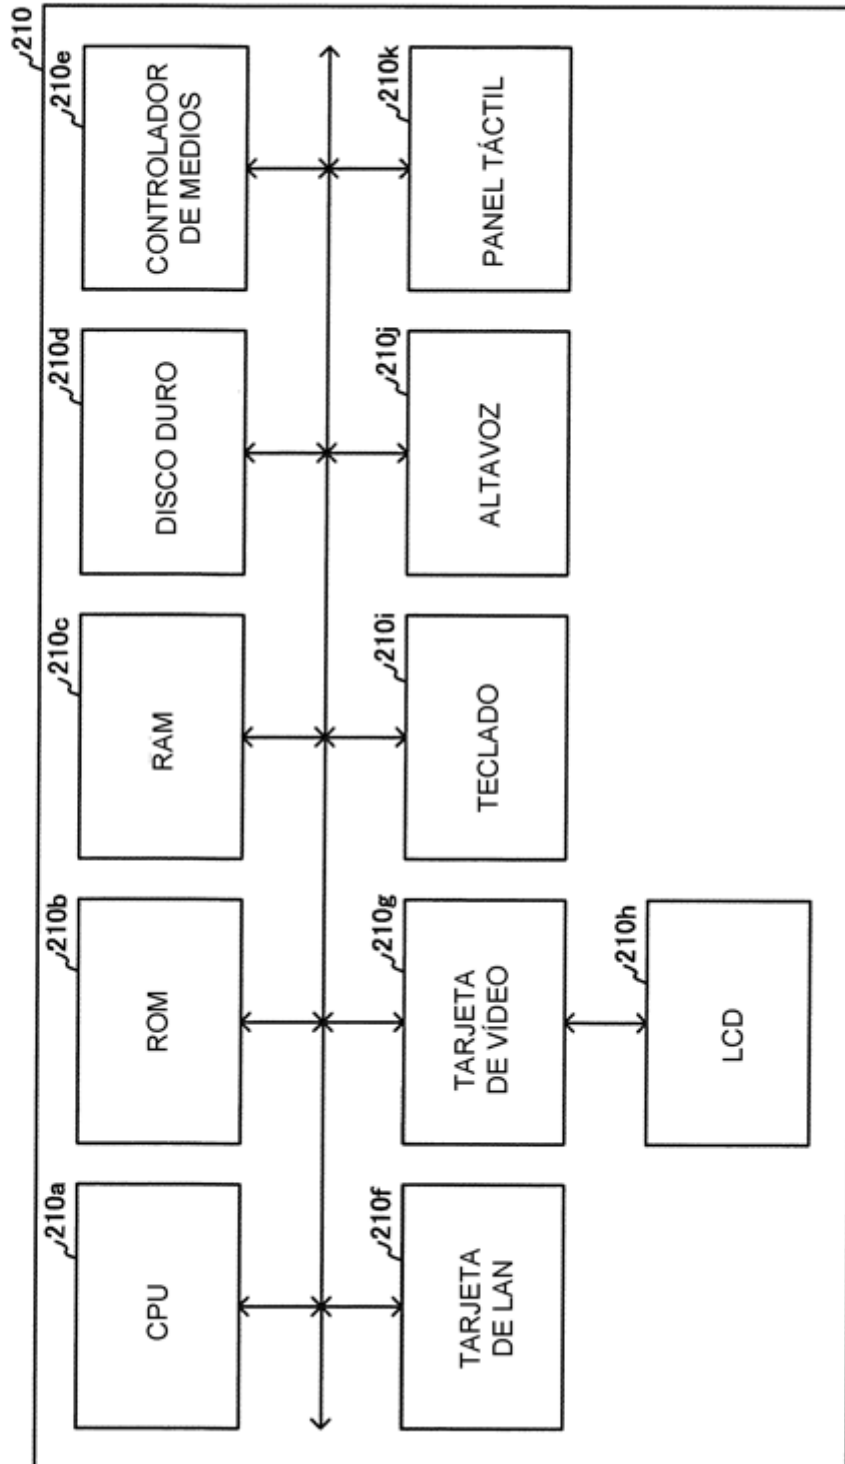 210
210a
CPU
210b
ROM
210c
RAM
210d
DISCO DURO
210e
CONTROLADOR
DE MEDIOS
210f
TARJETA
DE LAN
210g
TARJETA
DE VÍDEO
210i
TECLADO
210j
ALTAVOZ
210k
PANEL TÁCTIL
210h
LCD